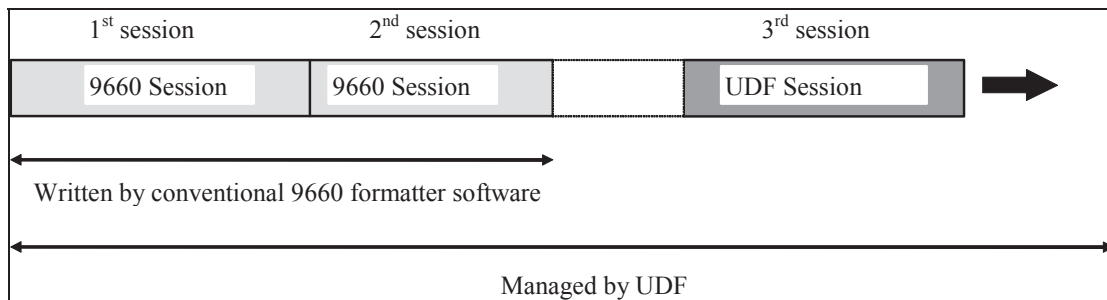 1st session 2nd session 3rd session
9660 Session 9660 Session UDF Session
Written by conventional 9660 formatter software
Managed by UDF